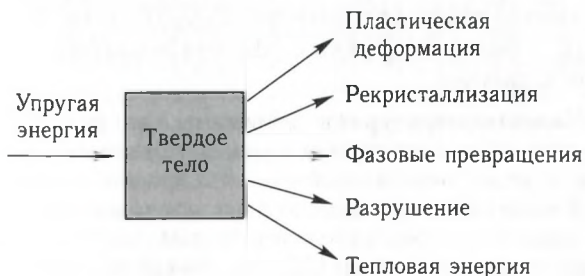 Пластическая
деформация
Рекристаллизация
Упругая
энергия
Твердое
тело
Фазовые превращения
Разрушение
Тепловая энергия